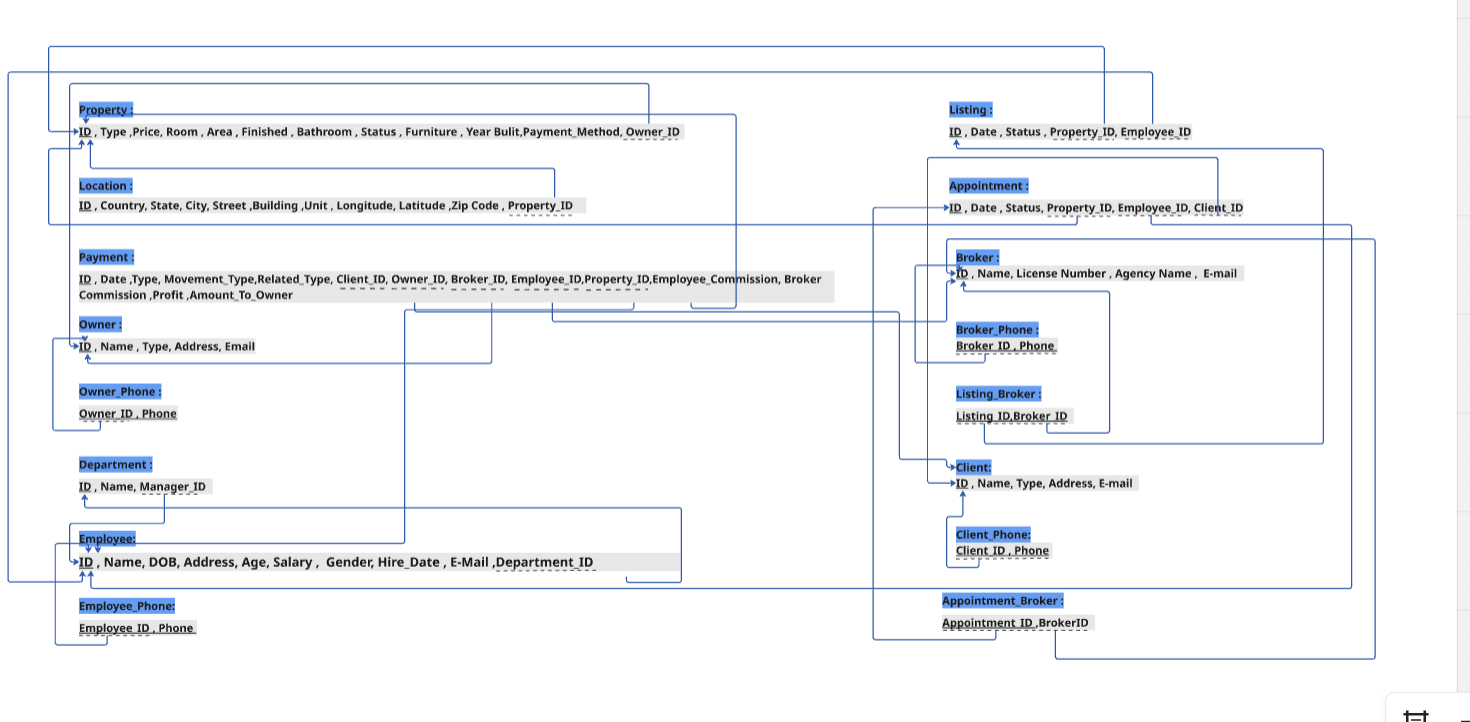 Property :
ID , Type ,Price, Room , Area , Finished , Bathroom , Status , Furniture , Year Bulit,Payment_Method, Owner_ID
Location :
ID , Country, State, City, Street ,Building ,Unit , Longitude, Latitude ,Zip Code , Property_ID
Payment :
ID , Date ,Type, Movement_Type,Related_Type, Client_ID, Owner_ID, Broker_ID, Employee_ID,Property_ID,Employee_Commission, Broker
Commission ,Profit ,Amount_To_Owner
Owner :
ID , Name , Type, Address, Email
Owner_Phone :
Owner_ID , Phone
Department :
ID , Name, Manager_ID
Employee:
ID , Name, DOB, Address, Age, Salary , Gender, Hire_Date , E-Mail ,Department_ID
Employee_Phone:
Employee_ID , Phone
Listing :
ID , Date , Status , Property_ID, Employee_ID
Appointment :
ID , Date , Status, Property_ID, Employee_ID, Client_ID
Broker :
ID , Name, License Number , Agency Name , E-mail
Broker_Phone :
Broker_ID , Phone
Listing_Broker :
Listing_ID,Broker_ID
Client:
ID , Name, Type, Address, E-mail
Client_Phone:
Client_ID , Phone
Appointment_Broker :
Appointment_ID ,BrokerID